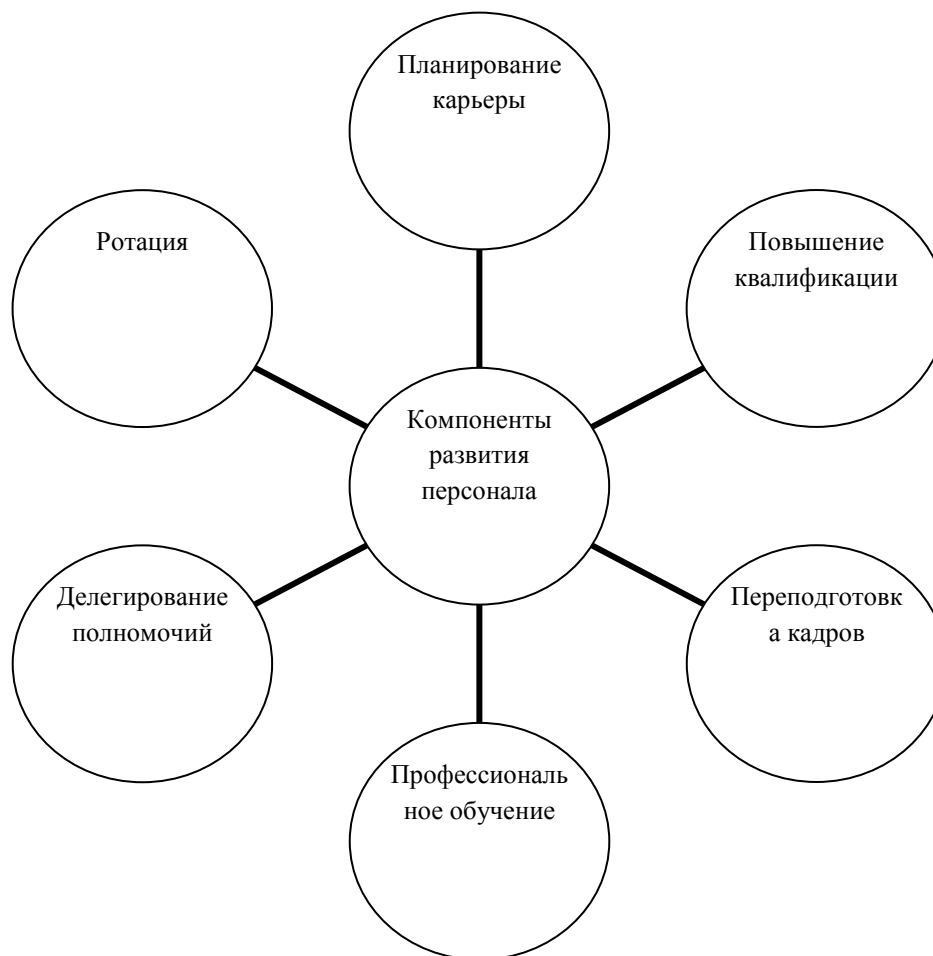 Планирование
карьеры
Ротация
Повышение
квалификации
Компоненты
развития
персонала
Делегирование
полномочий
Переподготовк
а кадров
Профессиональ
ное обучение